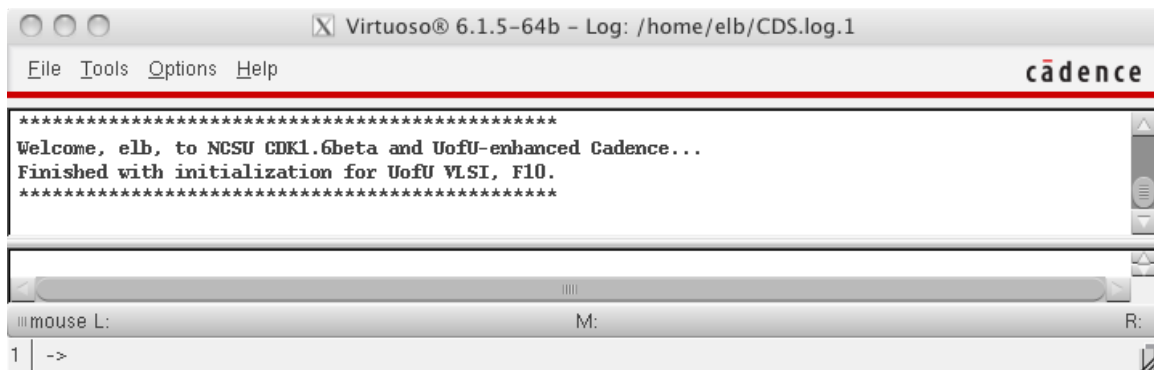 Virtuoso® 6.1.5-64b – Log: /home/elb/CDS.log.1
File Tools Options Help cādence
*************************************************
Welcome, elb, to NCSU CDK1.6beta and UofU-enhanced Cadence...
Finished with initialization for UofU VLSI, F10.
*************************************************
mouse L: M: R:
1 ->